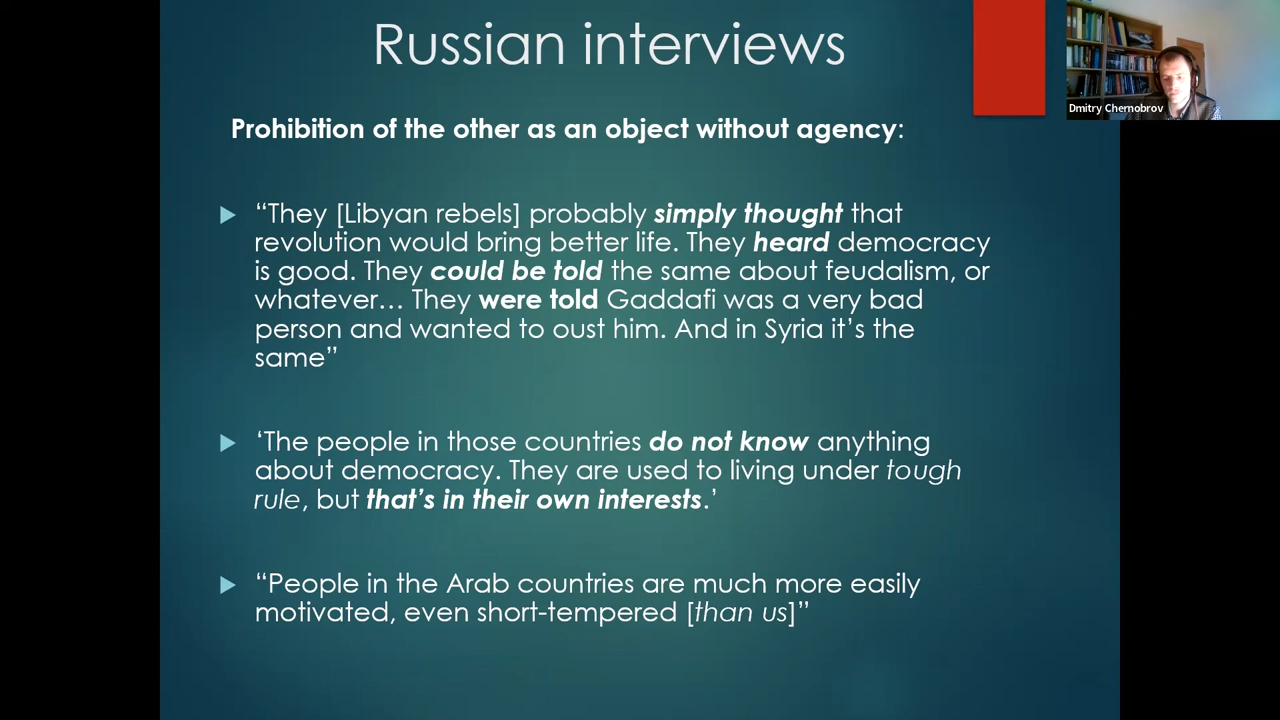 Russian interviews
Dmitry Chernobrov
Prohibition of the other as an object without agency:
“They [Libyan rebels] probably simply thought that
revolution would bring better life. They heard democracy
is good. They could be told the same about feudalism, or
whatever… They were told Gaddafi was a very bad
person and wanted to oust him. And in Syria it’s the
same”
‘The people in those countries do not know anything
about democracy. They are used to living under tough
rule, but that’s in their own interests.’
“People in the Arab countries are much more easily
motivated, even short-tempered [than us]”